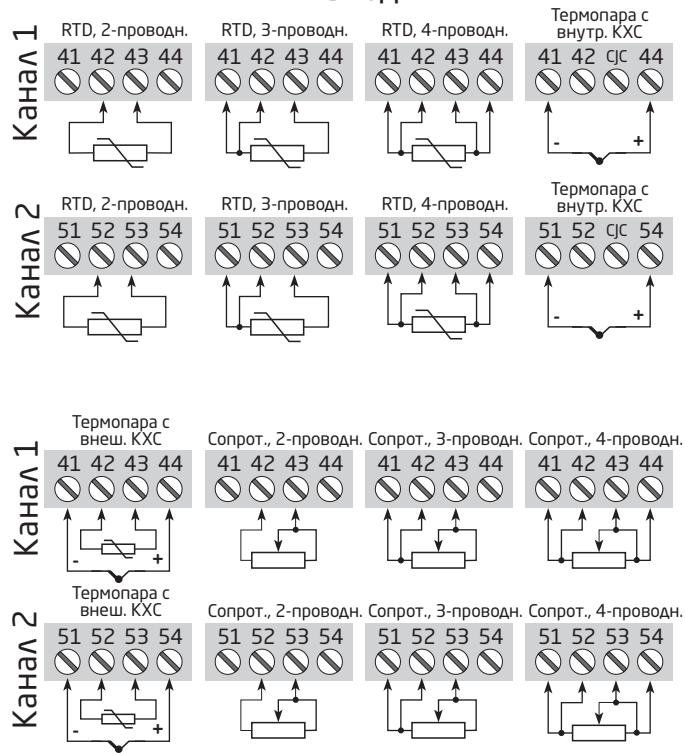 Канал 1
RTD, 2-проводн. RTD, 3-проводн. RTD, 4-проводн. Термопара с внутр. КХС
41 42 43 44 41 42 43 44 41 42 43 44 41 42 CJC 44
- +
Канал 2
RTD, 2-проводн. RTD, 3-проводн. RTD, 4-проводн. Термопара с внутр. КХС
51 52 53 54 51 52 53 54 51 52 53 54 51 52 CJC 54
- +
Канал 1
Термопара с внеш. КХС Сопрот., 2-проводн. Сопрот., 3-проводн. Сопрот., 4-проводн.
41 42 43 44 41 42 43 44 41 42 43 44 41 42 43 44
- +
Канал 2
Термопара с внеш. КХС Сопрот., 2-проводн. Сопрот., 3-проводн. Сопрот., 4-проводн.
51 52 53 54 51 52 53 54 51 52 53 54 51 52 53 54
- +